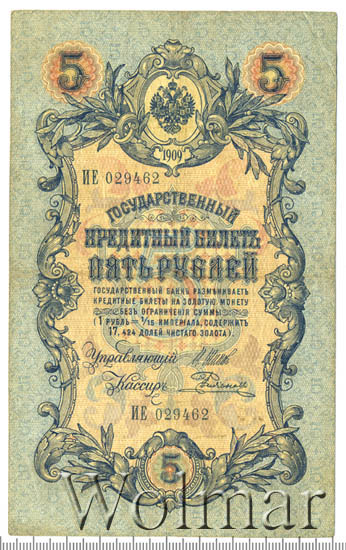 5 5
1909
ИЕ 029462
ГОСУДАРСТВЕННЫЙ
КРЕДИТНЫЙ БИЛЕТЪ
ПЯТЬ РУБЛЕЙ
ГОСУДАРСТВЕННЫЙ БАНКЪ РАЗМѢНИВАЕТЪ
КРЕДИТНЫЕ БИЛЕТЫ НА ЗОЛОТУЮ МОНЕТУ
БЕЗЪ ОГРАНИЧЕНІЯ СУММЫ
(1 РУБЛЬ = 1/15 ИМПЕРІАЛА, СОДЕРЖИТЪ
17,424 ДОЛЕЙ ЧИСТАГО ЗОЛОТА).
Управляющій
Кассиръ
ИЕ 029462
5
Wolmar